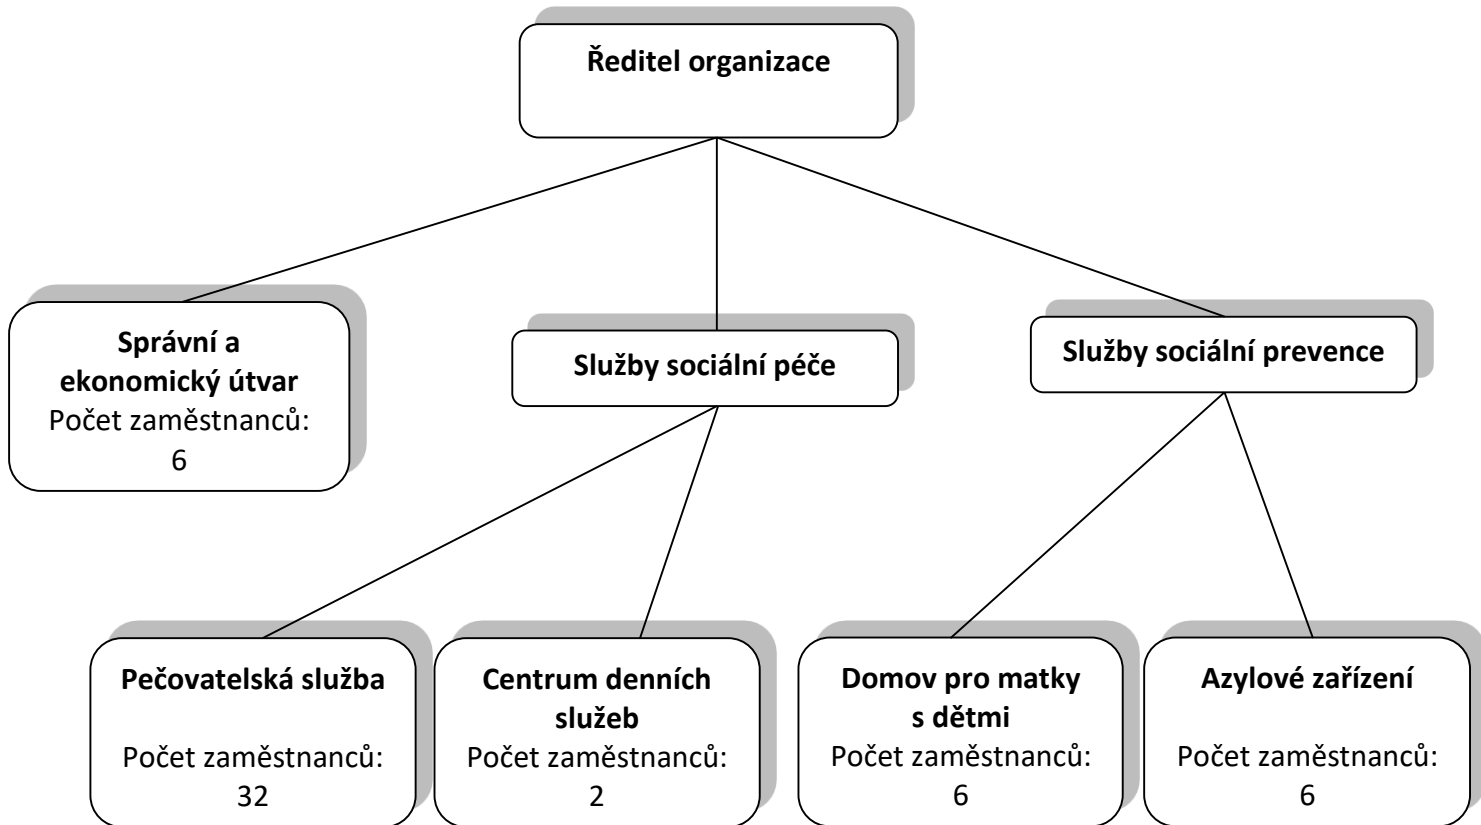 Ředitel organizace
Správní a
ekonomický útvar
Počet zaměstnanců:
6
Služby sociální péče
Služby sociální prevence
Pečovatelská služba
Počet zaměstnanců:
32
Centrum denních
služeb
Počet zaměstnanců:
2
Domov pro matky
s dětmi
Počet zaměstnanců:
6
Azylové zařízení
Počet zaměstnanců:
6